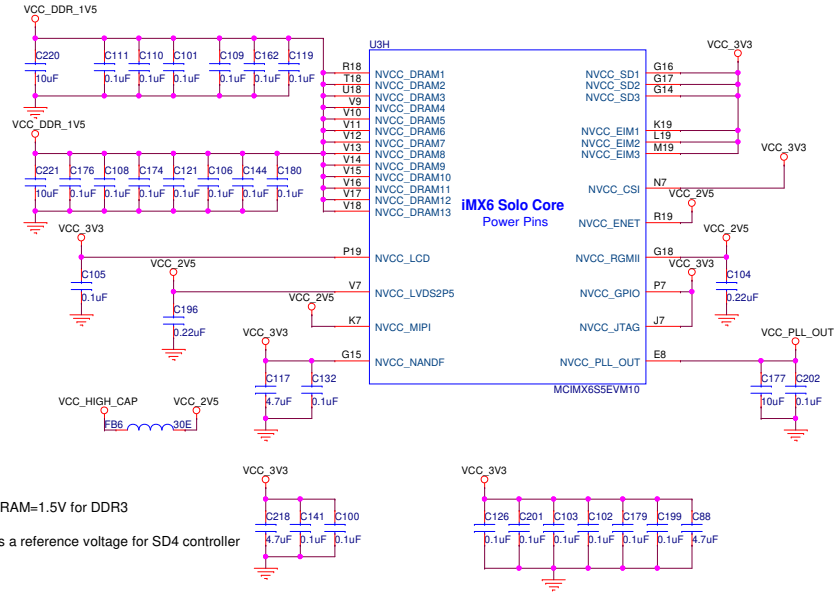 VCC_DDR_1V5
C220 C111 C110 C101 C109 C162 C119
10uF 0.1uF 0.1uF 0.1uF 0.1uF 0.1uF 0.1uF
VCC_DDR_1V5
C221 C176 C108 C174 C121 C106 C144 C180
10uF 0.1uF 0.1uF 0.1uF 0.1uF 0.1uF 0.1uF 0.1uF
VCC_3V3
C105
0.1uF
VCC_2V5
C196
0.22uF
VCC_2V5
VCC_3V3
C117 C132
4.7uF 0.1uF
VCC_HIGH_CAP VCC_2V5
FB6 30E
U3H
R18 NVCC_DRAM1
T18 NVCC_DRAM2
U18 NVCC_DRAM3
V9 NVCC_DRAM4
V10 NVCC_DRAM5
V11 NVCC_DRAM6
V12 NVCC_DRAM7
V13 NVCC_DRAM8
V14 NVCC_DRAM9
V15 NVCC_DRAM10
V16 NVCC_DRAM11
V17 NVCC_DRAM12
V18 NVCC_DRAM13
P19 NVCC_LCD
V7 NVCC_LVDS2P5
K7 NVCC_MIPI
G15 NVCC_NANDF
iMX6 Solo Core
Power Pins
NVCC_SD1 G16
NVCC_SD2 G17
NVCC_SD3 G14
NVCC_EIM1 K19
NVCC_EIM2 L19
NVCC_EIM3 M19
NVCC_CSI N7
NVCC_ENET R19
NVCC_RGMII G18
NVCC_GPIO P7
NVCC_JTAG J7
NVCC_PLL_OUT E8
MCIMX6S5EVM10
VCC_3V3
VCC_3V3
VCC_2V5
VCC_2V5
VCC_3V3
C104
0.22uF
VCC_PLL_OUT
C177 C202
10uF 0.1uF
VCC_3V3
C218 C141 C100
4.7uF 0.1uF 0.1uF
VCC_3V3
C126 C201 C103 C102 C179 C199 C88
0.1uF 0.1uF 0.1uF 0.1uF 0.1uF 0.1uF 4.7uF
RAM=1.5V for DDR3
s a reference voltage for SD4 controller